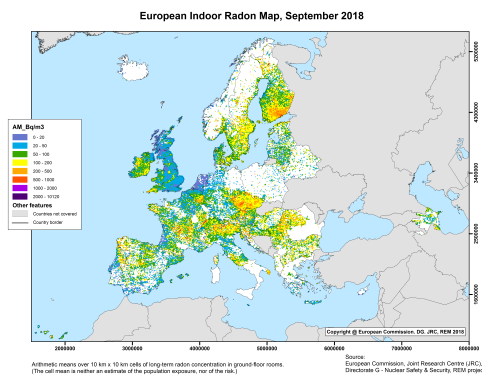 European Indoor Radon Map, September 2018
AM_Bq/m3
0 - 20
20 - 50
50 - 100
100 - 200
200 - 500
500 - 1000
1000 - 2000
2000 - 10120
Other features
Countries not covered
Country border
5200000
4300000
3400000
2500000
1600000
Copyright @ European Commission. DG. JRC, REM 2018
2000000 3000000 4000000 5000000 6000000 7000000 8000000
Arithmetic means over 10 km x 10 km cells of long-term radon concentration in ground-floor rooms.
(The cell mean is neither an estimate of the population exposure, nor of the risk.)
Source:
European Commission, Joint Research Centre (JRC),
Directorate G - Nuclear Safety & Security, REM projec